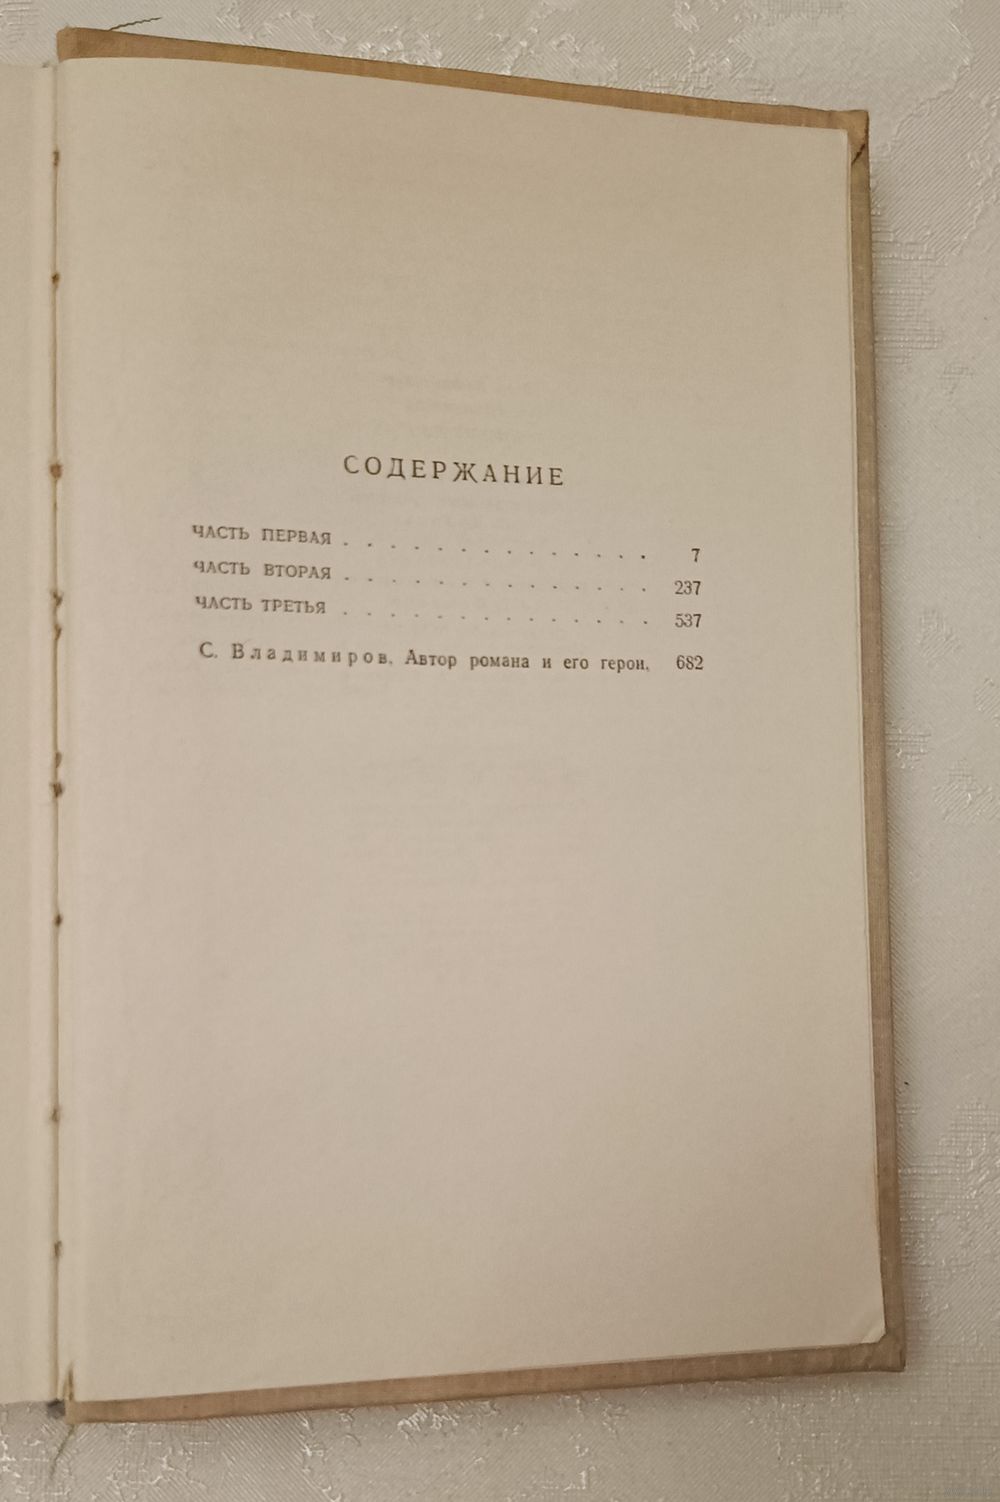 СОДЕРЖАНИЕ
ЧАСТЬ ПЕРВАЯ . . . . . . . . . . . . . . 7
ЧАСТЬ ВТОРАЯ . . . . . . . . . . . . . . 237
ЧАСТЬ ТРЕТЬЯ . . . . . . . . . . . . . . 537
С. Владимиров. Автор романа и его герои. 682